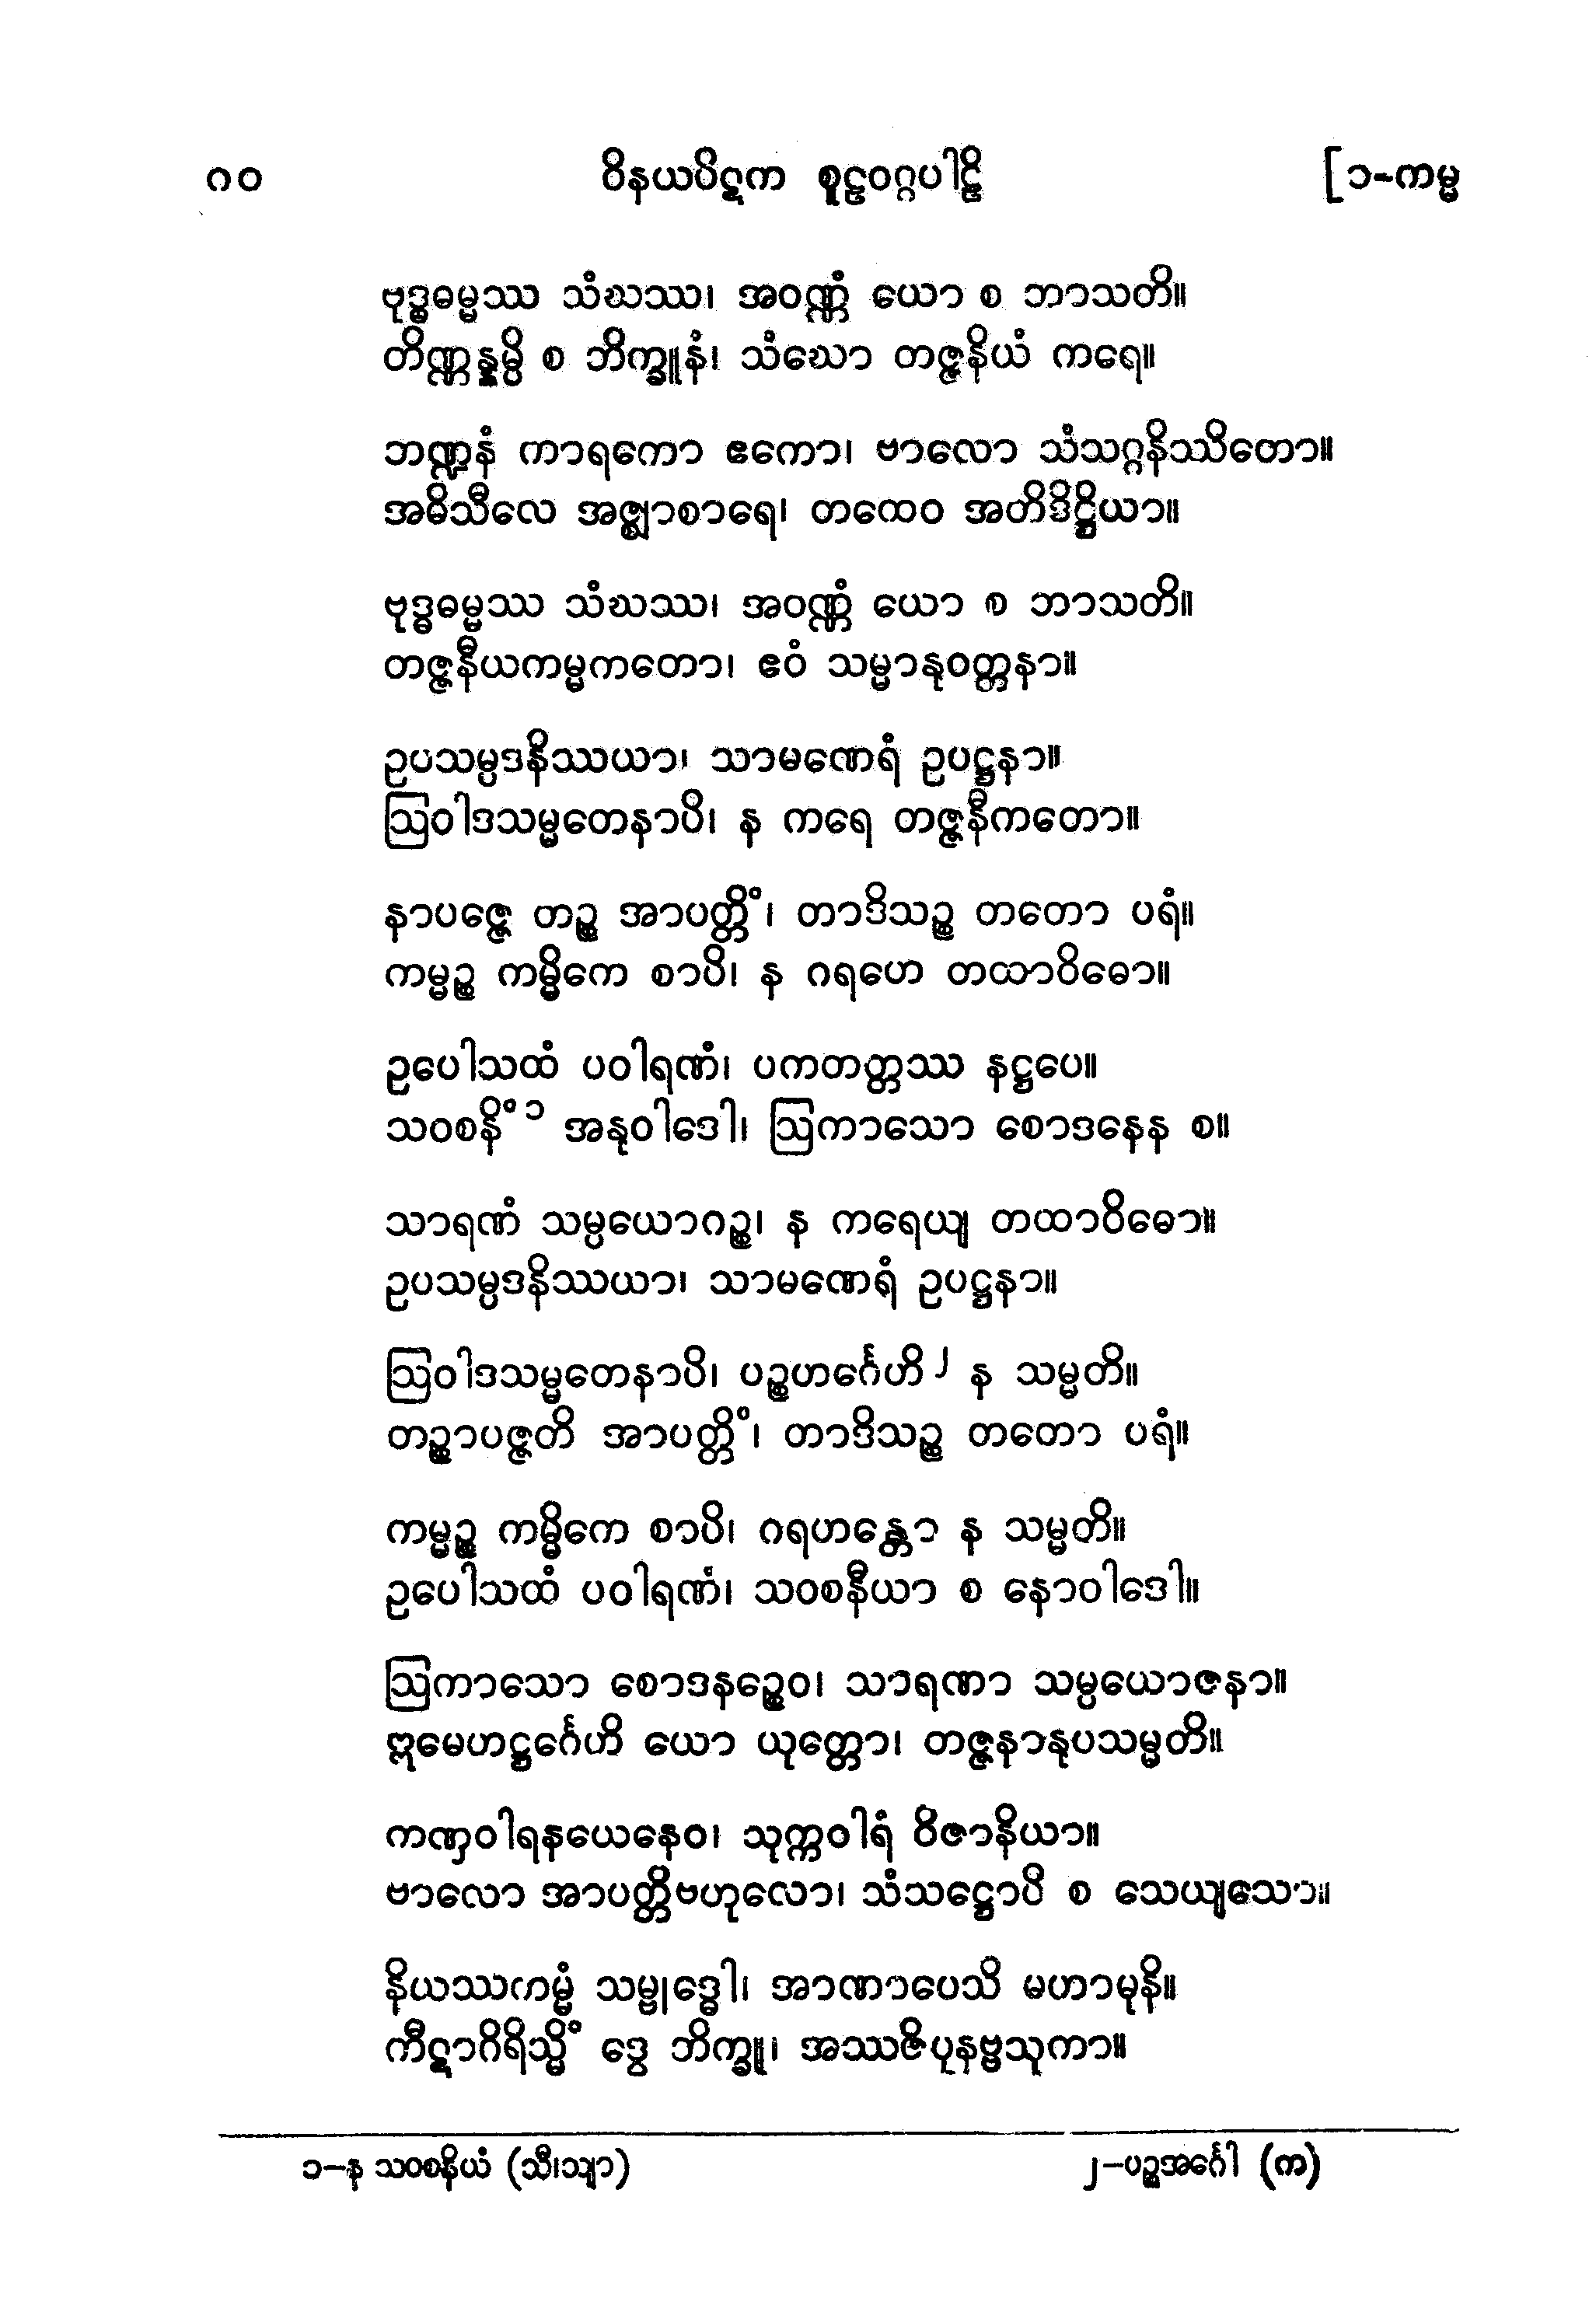 ၇၀ ဝိနယပိဋက စူဠဝဂ္ဂပါဠိ [၁-ကမ္မ
ဗုဒ္ဓဓမ္မဿ သံဃဿ၊ အဝဏ္ဏံ ယော စ ဘာသတိ။
တိဏ္ဏန္နမ္ပိ စ ဘိက္ခူနံ၊ သံဃော တဇ္ဇနိယံ ကရေ။
ဘဏ္ဍနံ ကာရကော ဧကော၊ ဗာလော သံသဂ္ဂနိဿိတော။
အဓိသီလေ အဇ္ဈာစာရေ၊ တထေဝ အတိဒိဋ္ဌိယာ။
ဗုဒ္ဓဓမ္မဿ သံဃဿ၊ အဝဏ္ဏံ ယော စ ဘာသတိ။
တဇ္ဇနီယကမ္မကတော၊ ဧဝံ သမ္မာနုဝတ္တနာ။
ဥပသမ္ပဒနိဿယာ၊ သာမဏေရံ ဥပဋ္ဌနာ။
ဩဝါဒသမ္မတေနာပိ၊ န ကရေ တဇ္ဇနီကတော။
နာပဇ္ဇေ တဉ္စ အာပတ္တိံ၊ တာဒိသဉ္စ တတော ပရံ။
ကမ္မဉ္စ ကမ္မိကေ စာပိ၊ န ဂရဟေ တထာဝိဓော။
ဥပေါသထံ ပဝါရဏံ၊ ပကတတ္တဿ နဋ္ဌပေ။
သဝစနိံ ၁ အနုဝါဒေါ၊ ဩကာသော စောဒနေန စ။
သာရဏံ သမ္ပယောဂဉ္စ၊ န ကရေယျ တထာဝိဓော။
ဥပသမ္ပဒနိဿယာ၊ သာမဏေရံ ဥပဋ္ဌနာ။
ဩဝါဒသမ္မတေနာပိ၊ ပဉ္စဟင်္ဂေဟိ ၂ န သမ္မတိ။
တဉ္စာပဇ္ဇတိ အာပတ္တိံ၊ တာဒိသဉ္စ တတော ပရံ။
ကမ္မဉ္စ ကမ္မိကေ စာပိ၊ ဂရဟန္တော န သမ္မတိ။
ဥပေါသထံ ပဝါရဏံ၊ သဝစနီယာ စ နောဝါဒေါ။
ဩကာသော စောဒနဉ္စေဝ၊ သာရဏာ သမ္ပယောဇနာ။
ဣမေဟဋ္ဌင်္ဂေဟိ ယော ယုတ္တော၊ တဇ္ဇနာနုပသမ္မတိ။
ကဏှဝါရနယေနေဝ၊ သုက္ကဝါရံ ဝိဇာနိယာ။
ဗာလော အာပတ္တိဗဟုလော၊ သံသဋ္ဌောပိ စ သေယျသော။
နိယဿကမ္မံ သမ္ဗုဒ္ဓေါ၊ အာဏာပေသိ မဟာမုနိ။
ကီဋာဂိရိသ္မိံ ဒွေ ဘိက္ခူ၊ အဿဇိပုနဗ္ဗသုကာ။
၁−န သဝစနိယံ (သီ၊သျာ) ၂−ပဉ္စအင်္ဂေါ (က)